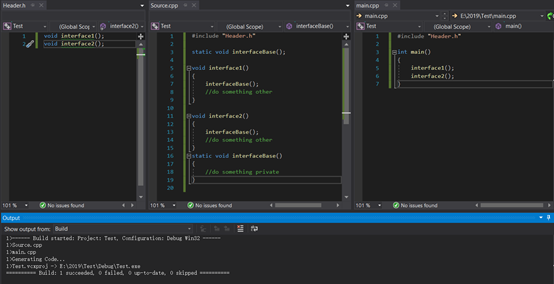 Header.h
Test
(Global Scope)
interface2()
1 void interface1();
2 void interface2();
101 %
No issues found
Source.cpp
Test
(Global Scope)
interfaceBase()
1 #include "Header.h"
2
3 static void interfaceBase();
4
5 void interface1()
6 {
7 interfaceBase();
8 //do something other
9 }
10
11 void interface2()
12 {
13 interfaceBase();
14 //do something other
15 }
16 static void interfaceBase()
17 {
18 //do something private
19 }
20
101 %
No issues found
main.cpp
main.cpp
E:\2019\Test\main.cpp
Test
(Global Scope)
main()
1 #include "Header.h"
2
3 int main()
4 {
5 interface1();
6 interface2();
7 }
101 %
No issues found
Output
Show output from: Build
1>------ Build started: Project: Test, Configuration: Debug Win32 ------
1>Source.cpp
1>main.cpp
1>Generating Code...
1>Test.vcxproj -> E:\2019\Test\Debug\Test.exe
========== Build: 1 succeeded, 0 failed, 0 up-to-date, 0 skipped ==========